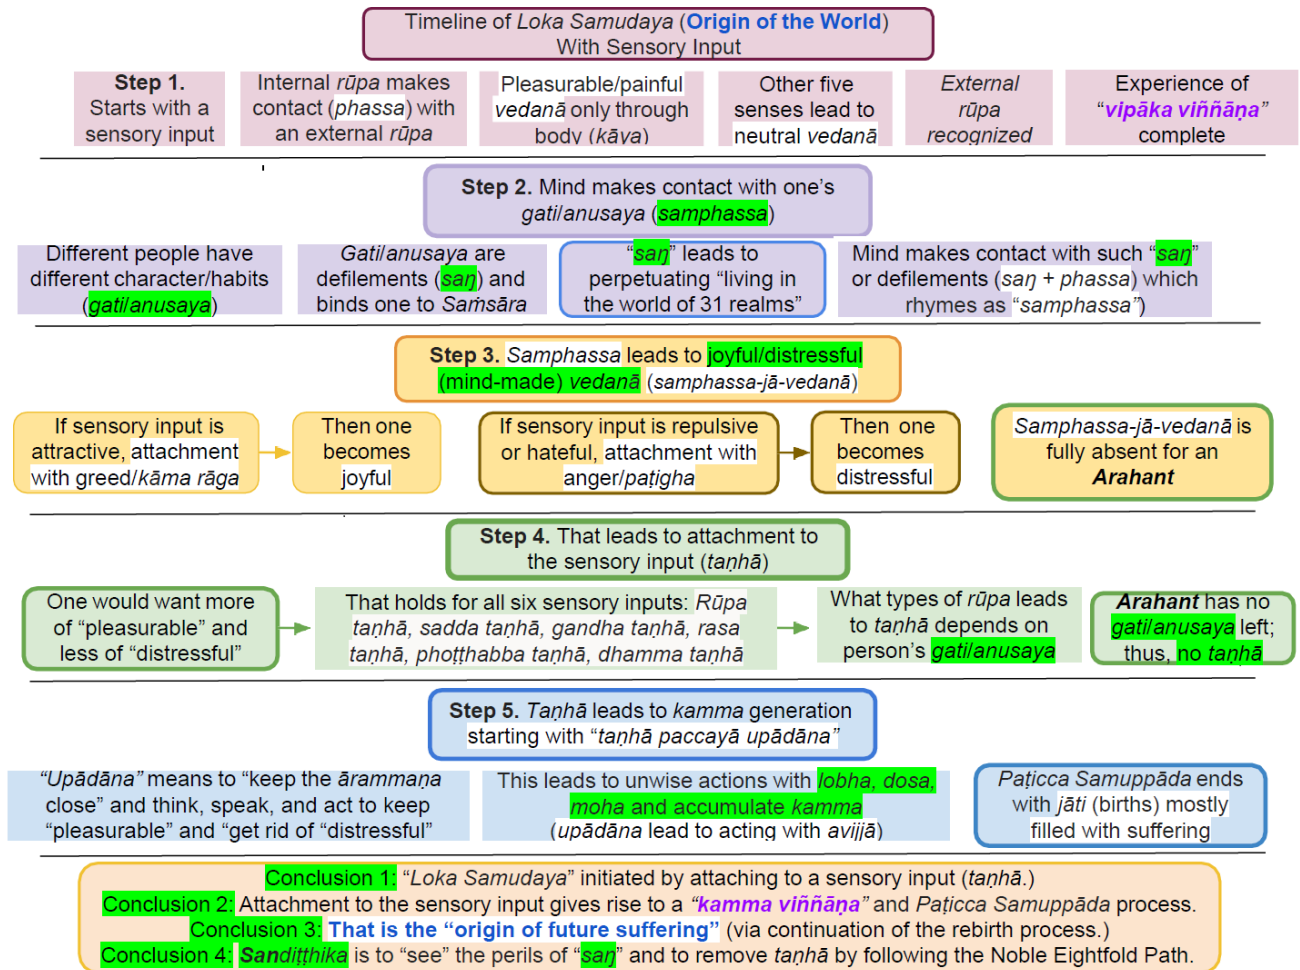 Timeline of Loka Samudaya (Origin of the World)
With Sensory Input
Step 1.
Starts with a
sensory input
Internal rūpa makes
contact (phassa) with
an external rūpa
Pleasurable/painful
vedanā only through
body (kāya)
Other five
senses lead to
neutral vedanā
External
rūpa
recognized
Experience of
“vipāka viññāṇa”
complete
Step 2. Mind makes contact with one's
gati/anusaya (samphassa)
Different people have
different character/habits
(gati/anusaya)
Gati/anusaya are
defilements (saŋ) and
binds one to Saṁsāra
“saŋ” leads to
perpetuating “living in
the world of 31 realms”
Mind makes contact with such “saŋ”
or defilements (saŋ + phassa) which
rhymes as “samphassa”)
Step 3. Samphassa leads to joyful/distressful
(mind-made) vedanā (samphassa-jā-vedanā)
If sensory input is
attractive, attachment
with greed/kāma rāga
Then one
becomes
joyful
If sensory input is repulsive
or hateful, attachment with
anger/paṭigha
Then one
becomes
distressful
Samphassa-jā-vedanā is
fully absent for an
Arahant
Step 4. That leads to attachment to
the sensory input (taṇhā)
One would want more
of “pleasurable” and
less of “distressful”
That holds for all six sensory inputs: Rūpa
taṇhā, sadda taṇhā, gandha taṇhā, rasa
taṇhā, phoṭṭhabba taṇhā, dhamma taṇhā
What types of rūpa leads
to taṇhā depends on
person's gati/anusaya
Arahant has no
gati/anusaya left;
thus, no taṇhā
Step 5. Taṇhā leads to kamma generation
starting with “taṇhā paccayā upādāna”
“Upādāna” means to “keep the ārammaṇa
close” and think, speak, and act to keep
“pleasurable” and “get rid of “distressful”
This leads to unwise actions with lobha, dosa,
moha and accumulate kamma
(upādāna lead to acting with avijjā)
Paṭicca Samuppāda ends
with jāti (births) mostly
filled with suffering
Conclusion 1: “Loka Samudaya” initiated by attaching to a sensory input (taṇhā.)
Conclusion 2: Attachment to the sensory input gives rise to a “kamma viññāṇa” and Paṭicca Samuppāda process.
Conclusion 3: That is the “origin of future suffering” (via continuation of the rebirth process.)
Conclusion 4: Sandiṭṭhika is to “see” the perils of “saŋ” and to remove taṇhā by following the Noble Eightfold Path.